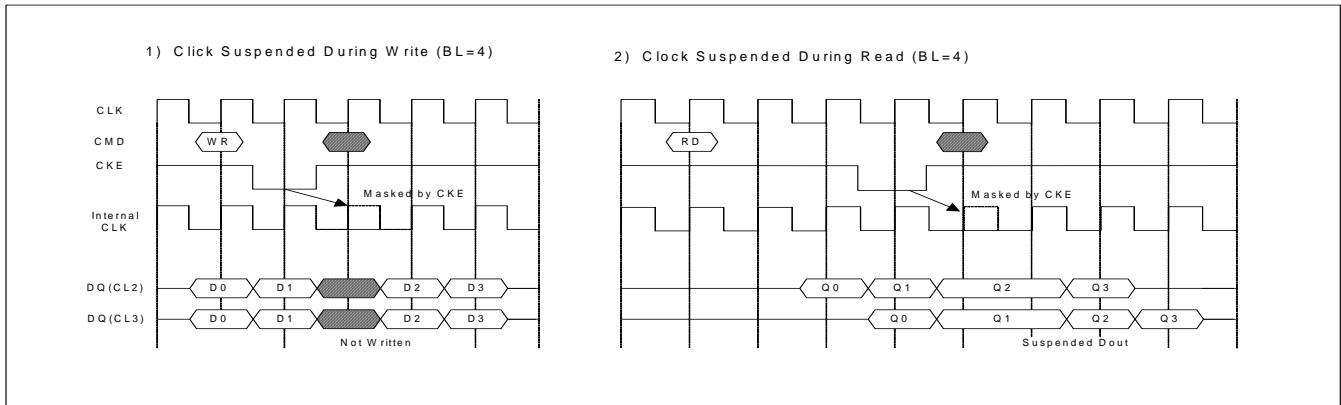 1) Click Suspended During Write (BL=4)
2) Clock Suspended During Read (BL=4)
CLK
CMD
WR
RD
CKE
Masked by CKE
Masked by CKE
Internal
CLK
DQ(CL2)
D0 D1 D2 D3
Q0 Q1 Q2 Q3
DQ(CL3)
D0 D1 D2 D3
Q0 Q1 Q2 Q3
Not Written
Suspended Dout